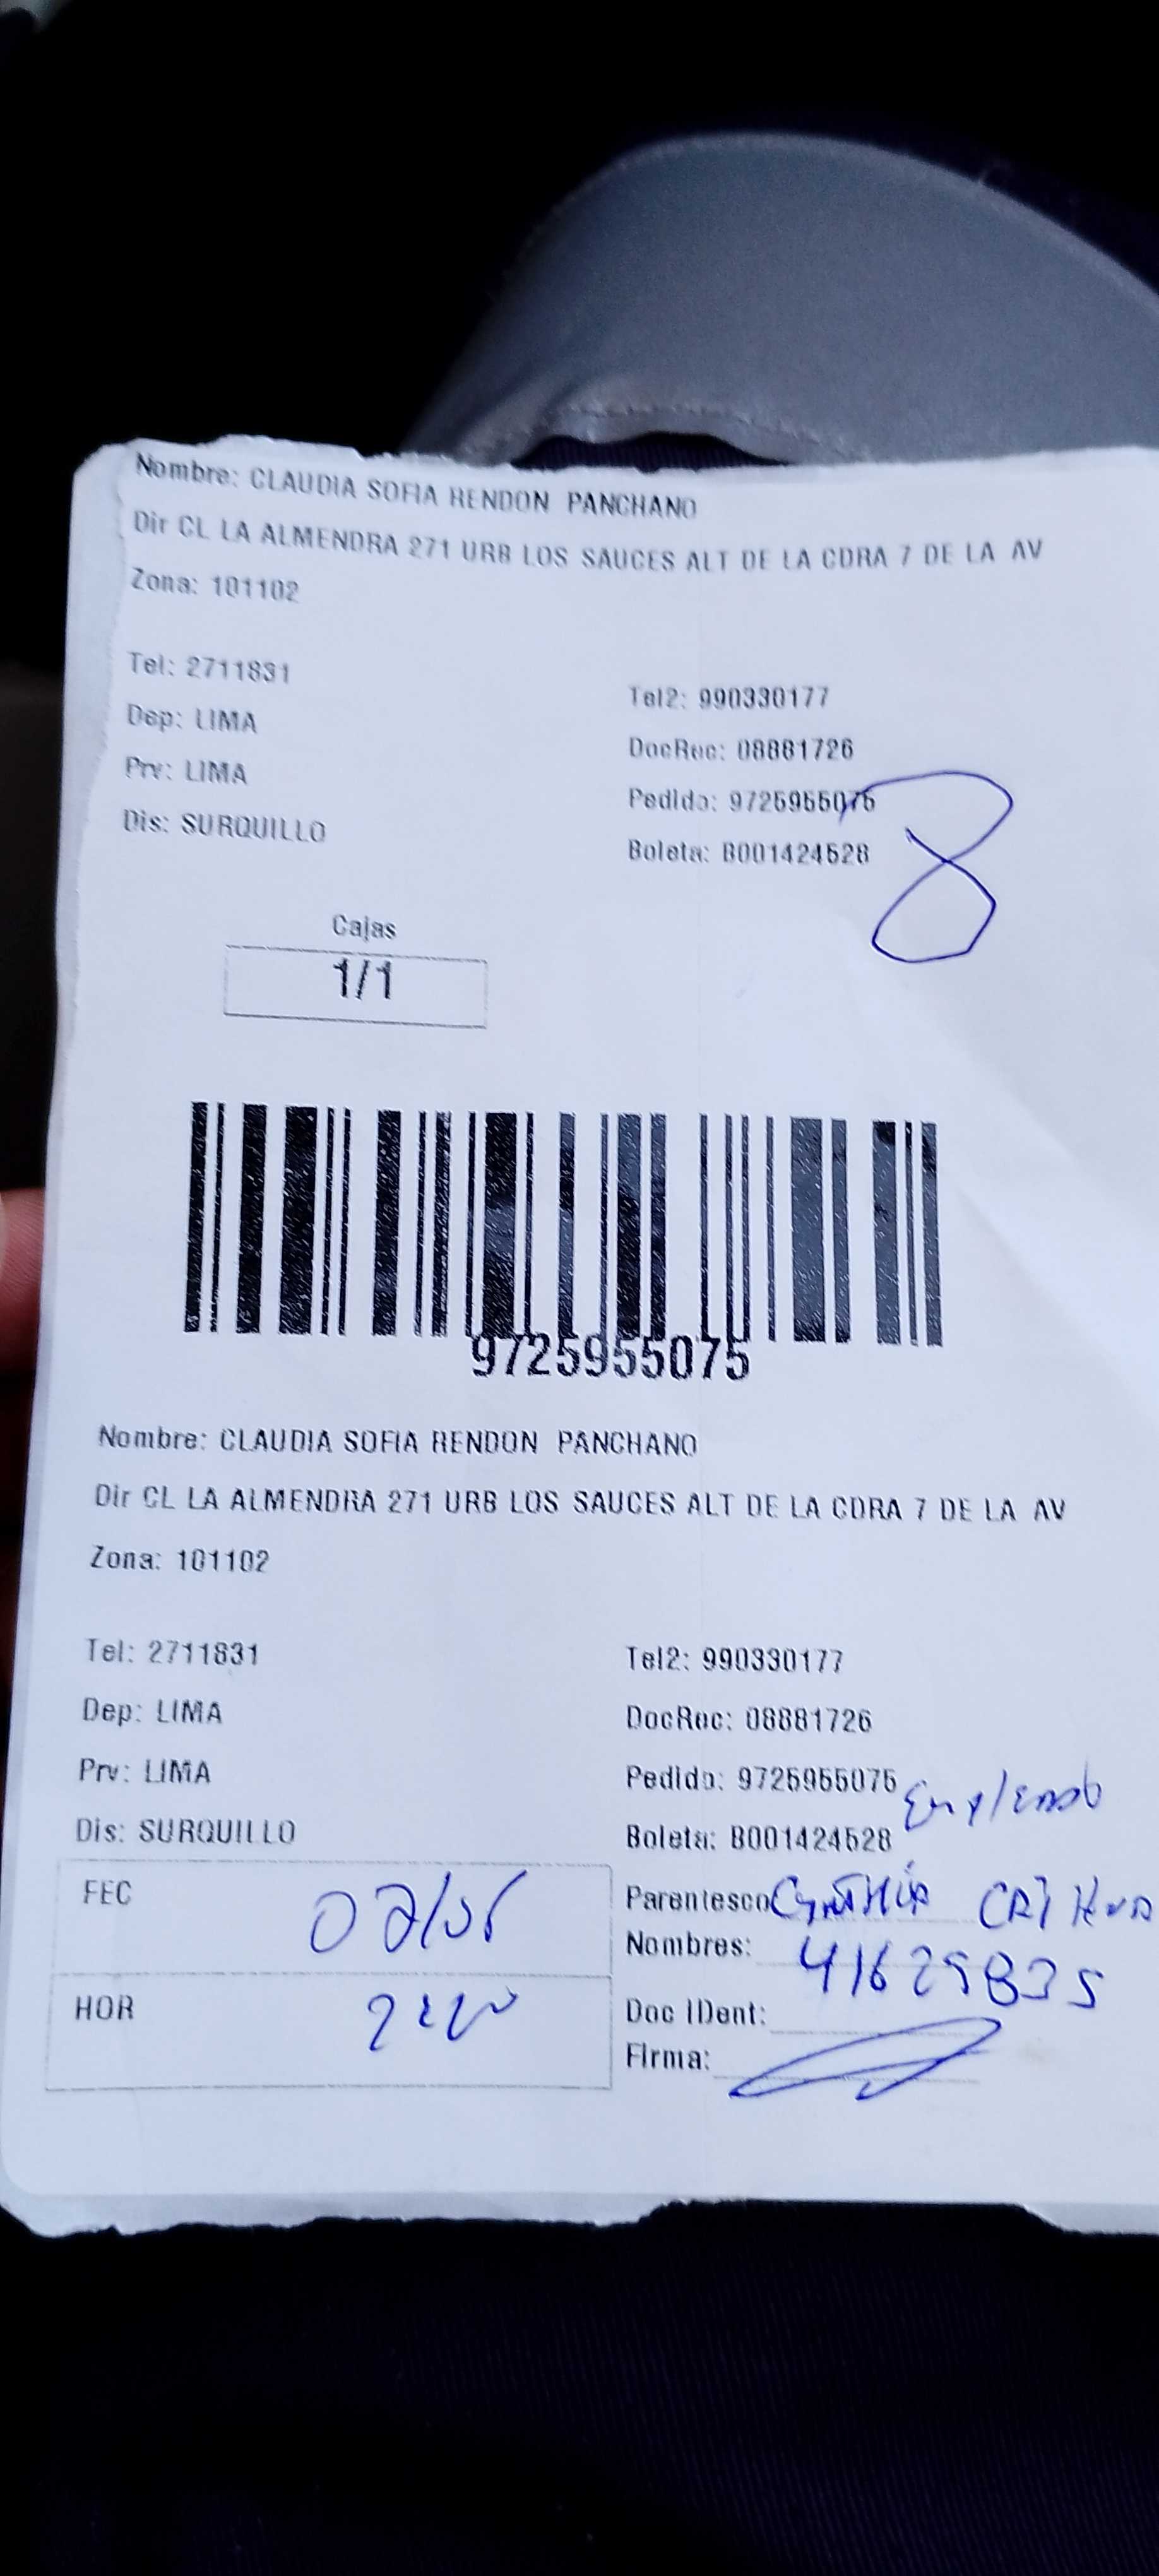 Nombre: CLAUDIA SOFIA RENDON PANCHANO
Dir CL LA ALMENDRA 271 URB LOS SAUCES ALT DE LA CDRA 7 DE LA AV
Zona: 101102
Tel: 2711831
Tel2: 990330177
Dep: LIMA
DocRec: 08881726
Prv: LIMA
Pedido: 9725955075
Dis: SURQUILLO
Boleta: B001424528
8
Cajas
1/1
9725955075
Nombre: CLAUDIA SOFIA RENDON PANCHANO
Dir CL LA ALMENDRA 271 URB LOS SAUCES ALT DE LA CDRA 7 DE LA AV
Zona: 101102
Tel: 2711831
Tel2: 990330177
Dep: LIMA
DocRec: 08881726
Prv: LIMA
Pedido: 9725955075
Dis: SURQUILLO
Boleta: B001424528
FEC
Parentesco Cynthia
Nombres: 41629835
HOR
Doc IDent:
Firma: